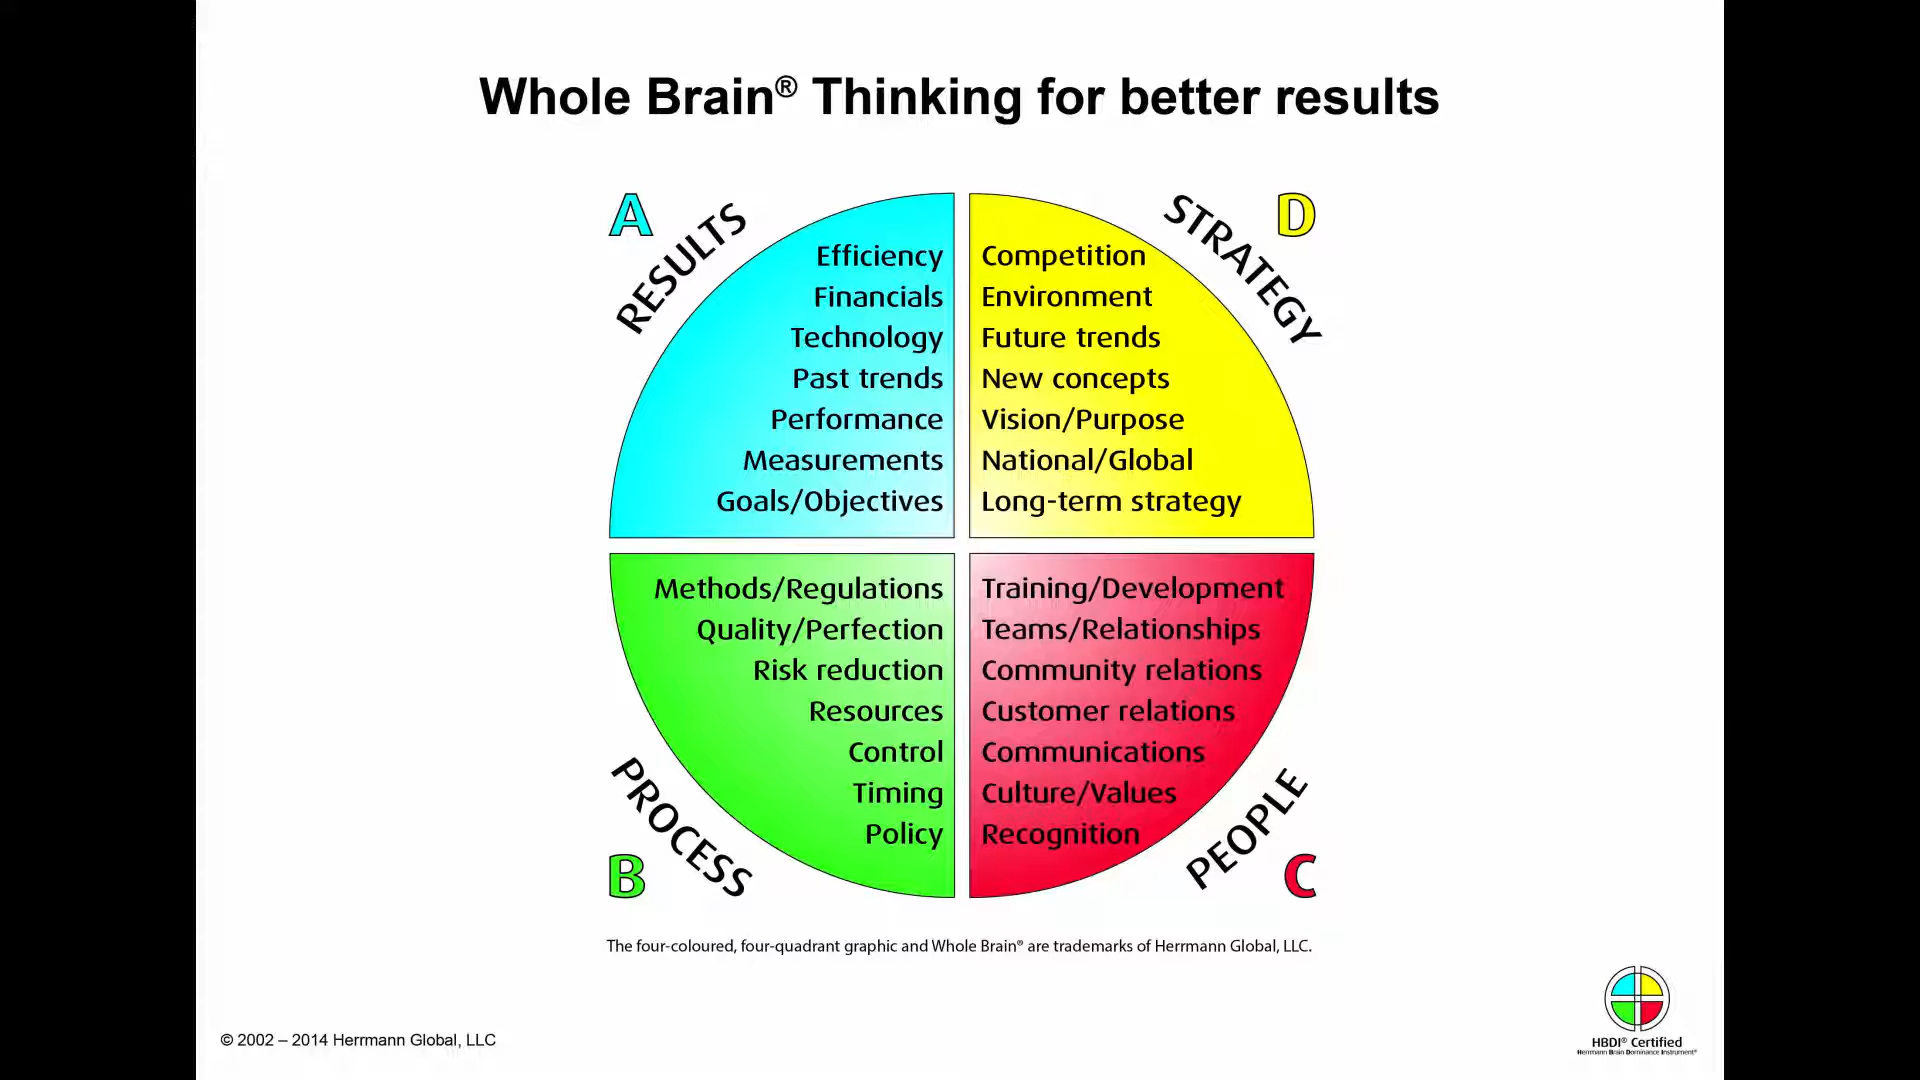 Whole Brain® Thinking for better results
A
RESULTS
Efficiency
Financials
Technology
Past trends
Performance
Measurements
Goals/Objectives
D
STRATEGY
Competition
Environment
Future trends
New concepts
Vision/Purpose
National/Global
Long-term strategy
B
PROCESS
Methods/Regulations
Quality/Perfection
Risk reduction
Resources
Control
Timing
Policy
C
PEOPLE
Training/Development
Teams/Relationships
Community relations
Customer relations
Communications
Culture/Values
Recognition
The four-coloured, four-quadrant graphic and Whole Brain® are trademarks of Herrmann Global, LLC.
© 2002 – 2014 Herrmann Global, LLC
HBDI® Certified
Herrmann Brain Dominance Instrument®